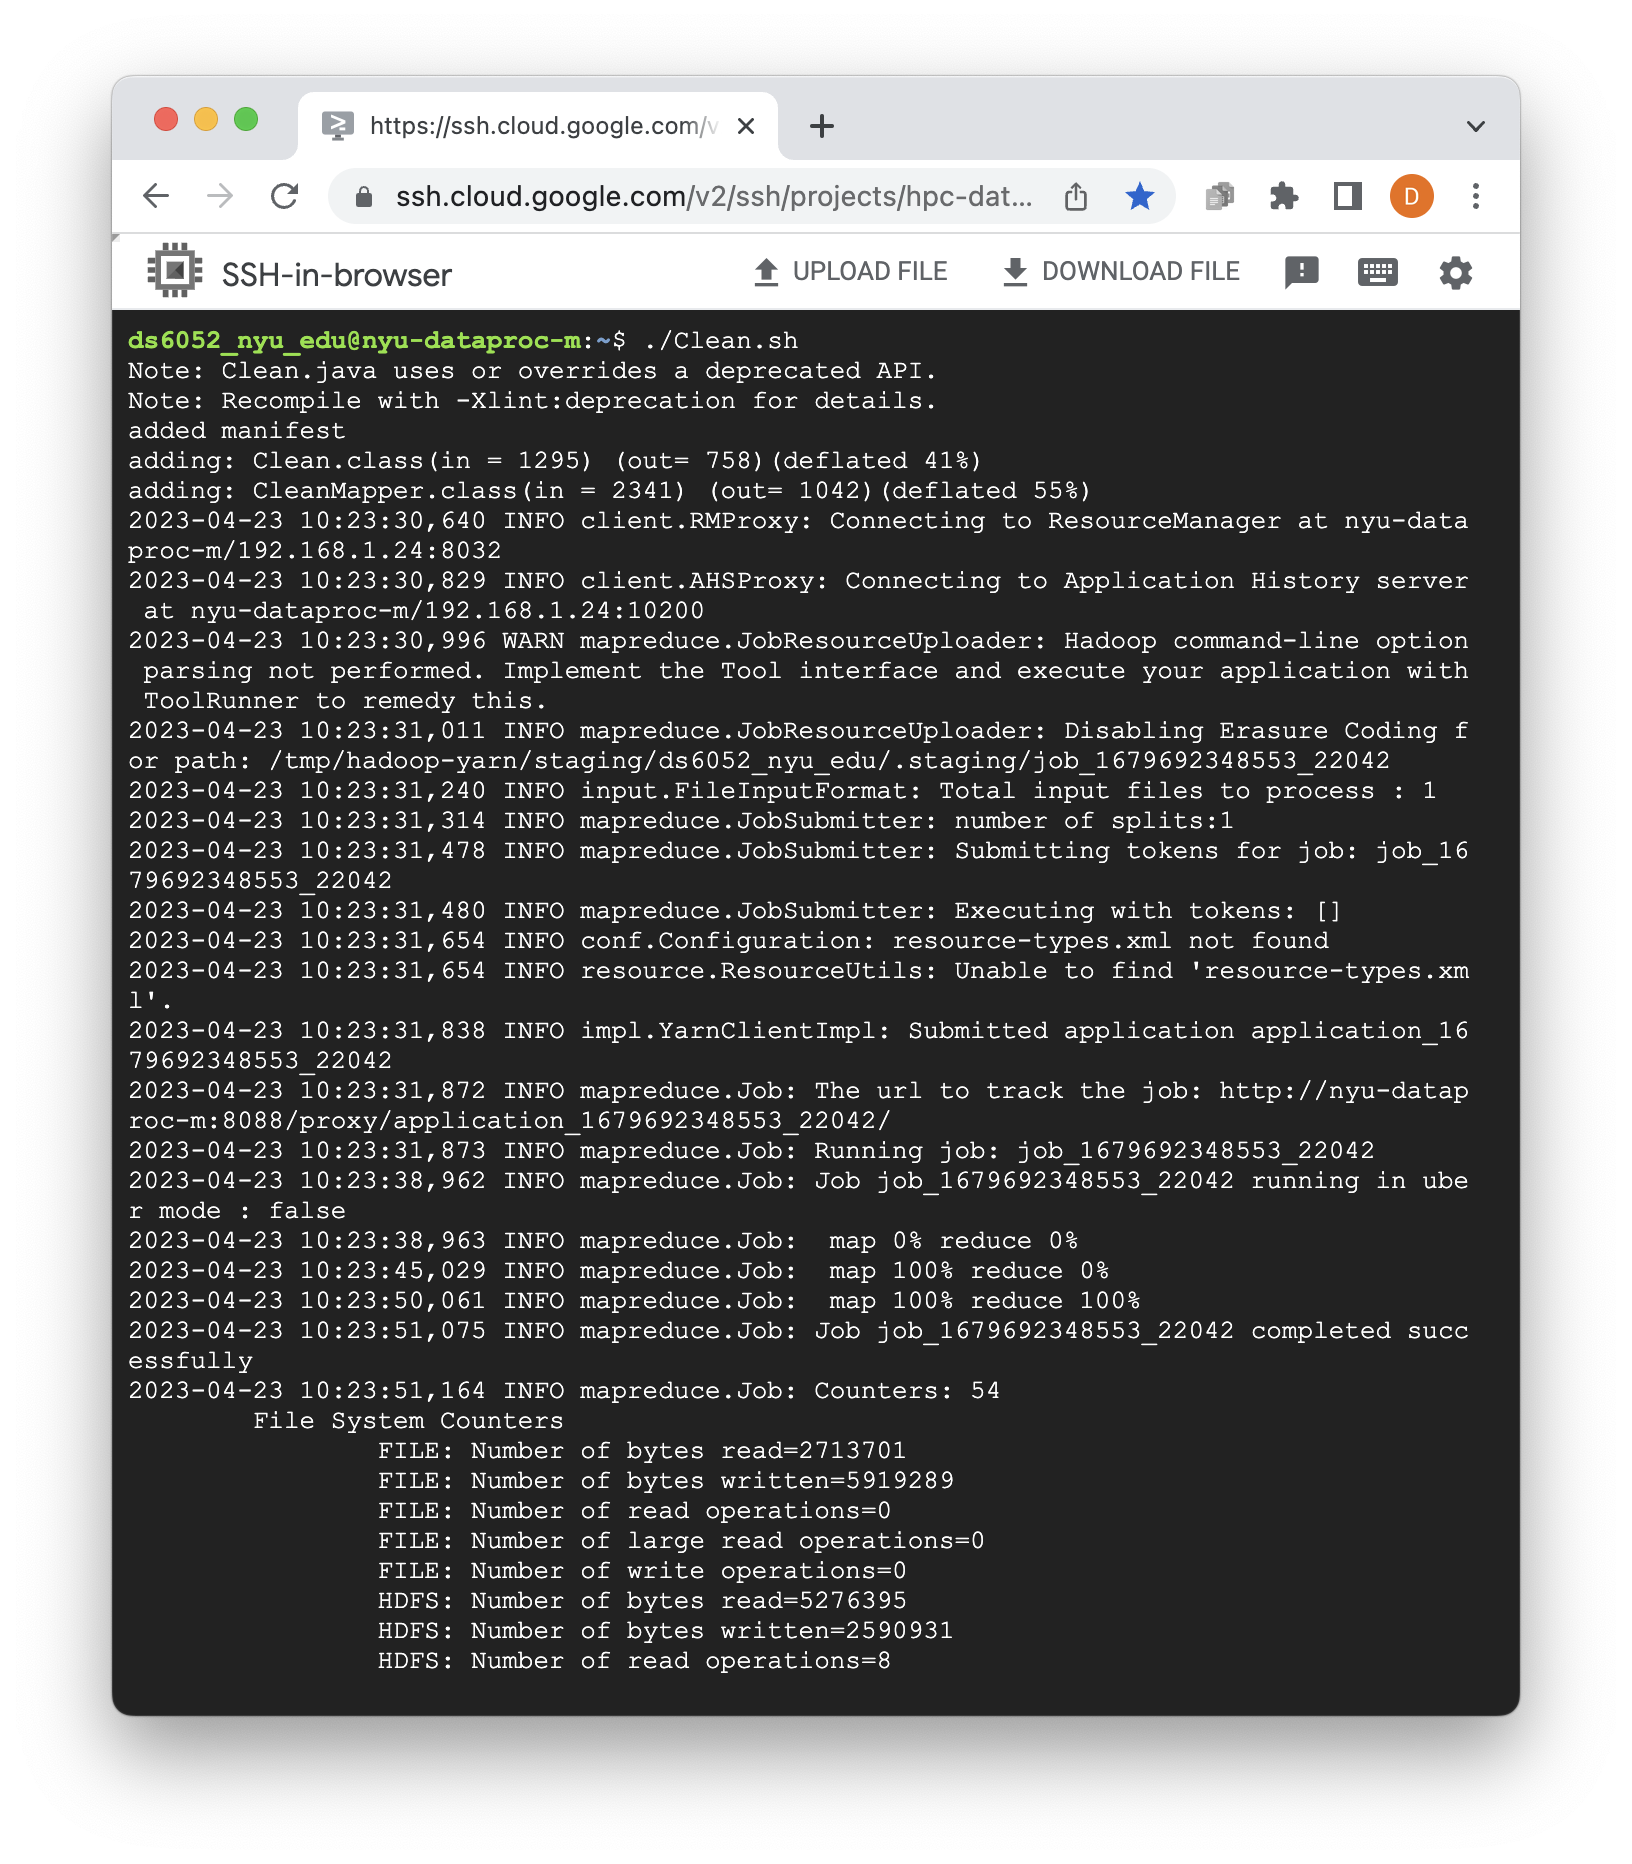 https://ssh.cloud.google.com/v
ssh.cloud.google.com/v2/ssh/projects/hpc-dat...
D
SSH-in-browser
UPLOAD FILE
DOWNLOAD FILE
ds6052_nyu_edu@nyu-dataproc-m:~$ ./Clean.sh
Note: Clean.java uses or overrides a deprecated API.
Note: Recompile with -Xlint:deprecation for details.
added manifest
adding: Clean.class(in = 1295) (out= 758)(deflated 41%)
adding: CleanMapper.class(in = 2341) (out= 1042)(deflated 55%)
2023-04-23 10:23:30,640 INFO client.RMProxy: Connecting to ResourceManager at nyu-data
proc-m/192.168.1.24:8032
2023-04-23 10:23:30,829 INFO client.AHSProxy: Connecting to Application History server
 at nyu-dataproc-m/192.168.1.24:10200
2023-04-23 10:23:30,996 WARN mapreduce.JobResourceUploader: Hadoop command-line option
 parsing not performed. Implement the Tool interface and execute your application with
 ToolRunner to remedy this.
2023-04-23 10:23:31,011 INFO mapreduce.JobResourceUploader: Disabling Erasure Coding f
or path: /tmp/hadoop-yarn/staging/ds6052_nyu_edu/.staging/job_1679692348553_22042
2023-04-23 10:23:31,240 INFO input.FileInputFormat: Total input files to process : 1
2023-04-23 10:23:31,314 INFO mapreduce.JobSubmitter: number of splits:1
2023-04-23 10:23:31,478 INFO mapreduce.JobSubmitter: Submitting tokens for job: job_16
79692348553_22042
2023-04-23 10:23:31,480 INFO mapreduce.JobSubmitter: Executing with tokens: []
2023-04-23 10:23:31,654 INFO conf.Configuration: resource-types.xml not found
2023-04-23 10:23:31,654 INFO resource.ResourceUtils: Unable to find 'resource-types.xm
l'.
2023-04-23 10:23:31,838 INFO impl.YarnClientImpl: Submitted application application_16
79692348553_22042
2023-04-23 10:23:31,872 INFO mapreduce.Job: The url to track the job: http://nyu-datap
roc-m:8088/proxy/application_1679692348553_22042/
2023-04-23 10:23:31,873 INFO mapreduce.Job: Running job: job_1679692348553_22042
2023-04-23 10:23:38,962 INFO mapreduce.Job: Job job_1679692348553_22042 running in ube
r mode : false
2023-04-23 10:23:38,963 INFO mapreduce.Job:  map 0% reduce 0%
2023-04-23 10:23:45,029 INFO mapreduce.Job:  map 100% reduce 0%
2023-04-23 10:23:50,061 INFO mapreduce.Job:  map 100% reduce 100%
2023-04-23 10:23:51,075 INFO mapreduce.Job: Job job_1679692348553_22042 completed succ
essfully
2023-04-23 10:23:51,164 INFO mapreduce.Job: Counters: 54
File System Counters
FILE: Number of bytes read=2713701
FILE: Number of bytes written=5919289
FILE: Number of read operations=0
FILE: Number of large read operations=0
FILE: Number of write operations=0
HDFS: Number of bytes read=5276395
HDFS: Number of bytes written=2590931
HDFS: Number of read operations=8